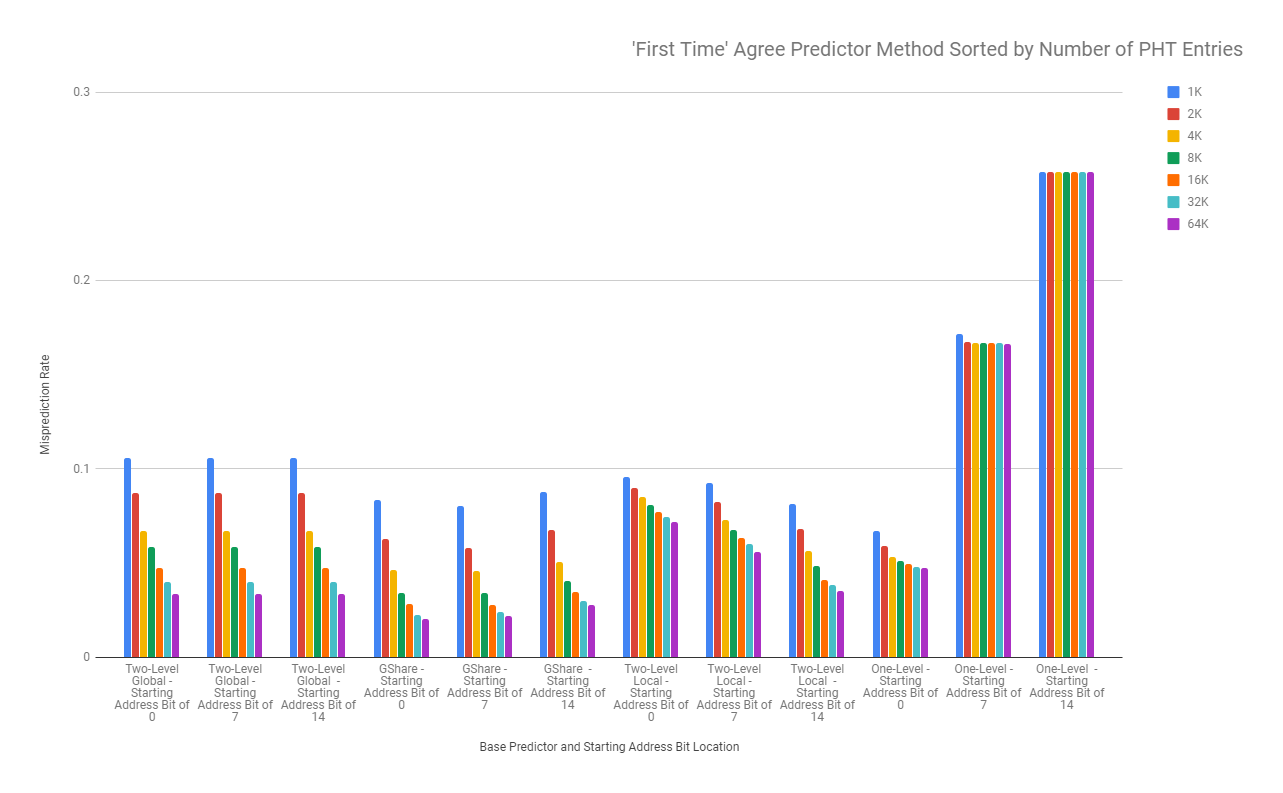 'First Time' Agree Predictor Method Sorted by Number of PHT Entries
0.3
0.2
0.1
0
Misprediction Rate
1K
2K
4K
8K
16K
32K
64K
Two-Level
Global -
Starting
Address Bit of
0
Two-Level
Global -
Starting
Address Bit of
7
Two-Level
Global -
Starting
Address Bit of
14
GShare -
Starting
Address Bit of
0
GShare -
Starting
Address Bit of
7
GShare -
Starting
Address Bit of
14
Two-Level
Local -
Starting
Address Bit of
0
Two-Level
Local -
Starting
Address Bit of
7
Two-Level
Local -
Starting
Address Bit of
14
One-Level -
Starting
Address Bit of
0
One-Level -
Starting
Address Bit of
7
One-Level -
Starting
Address Bit of
14
Base Predictor and Starting Address Bit Location